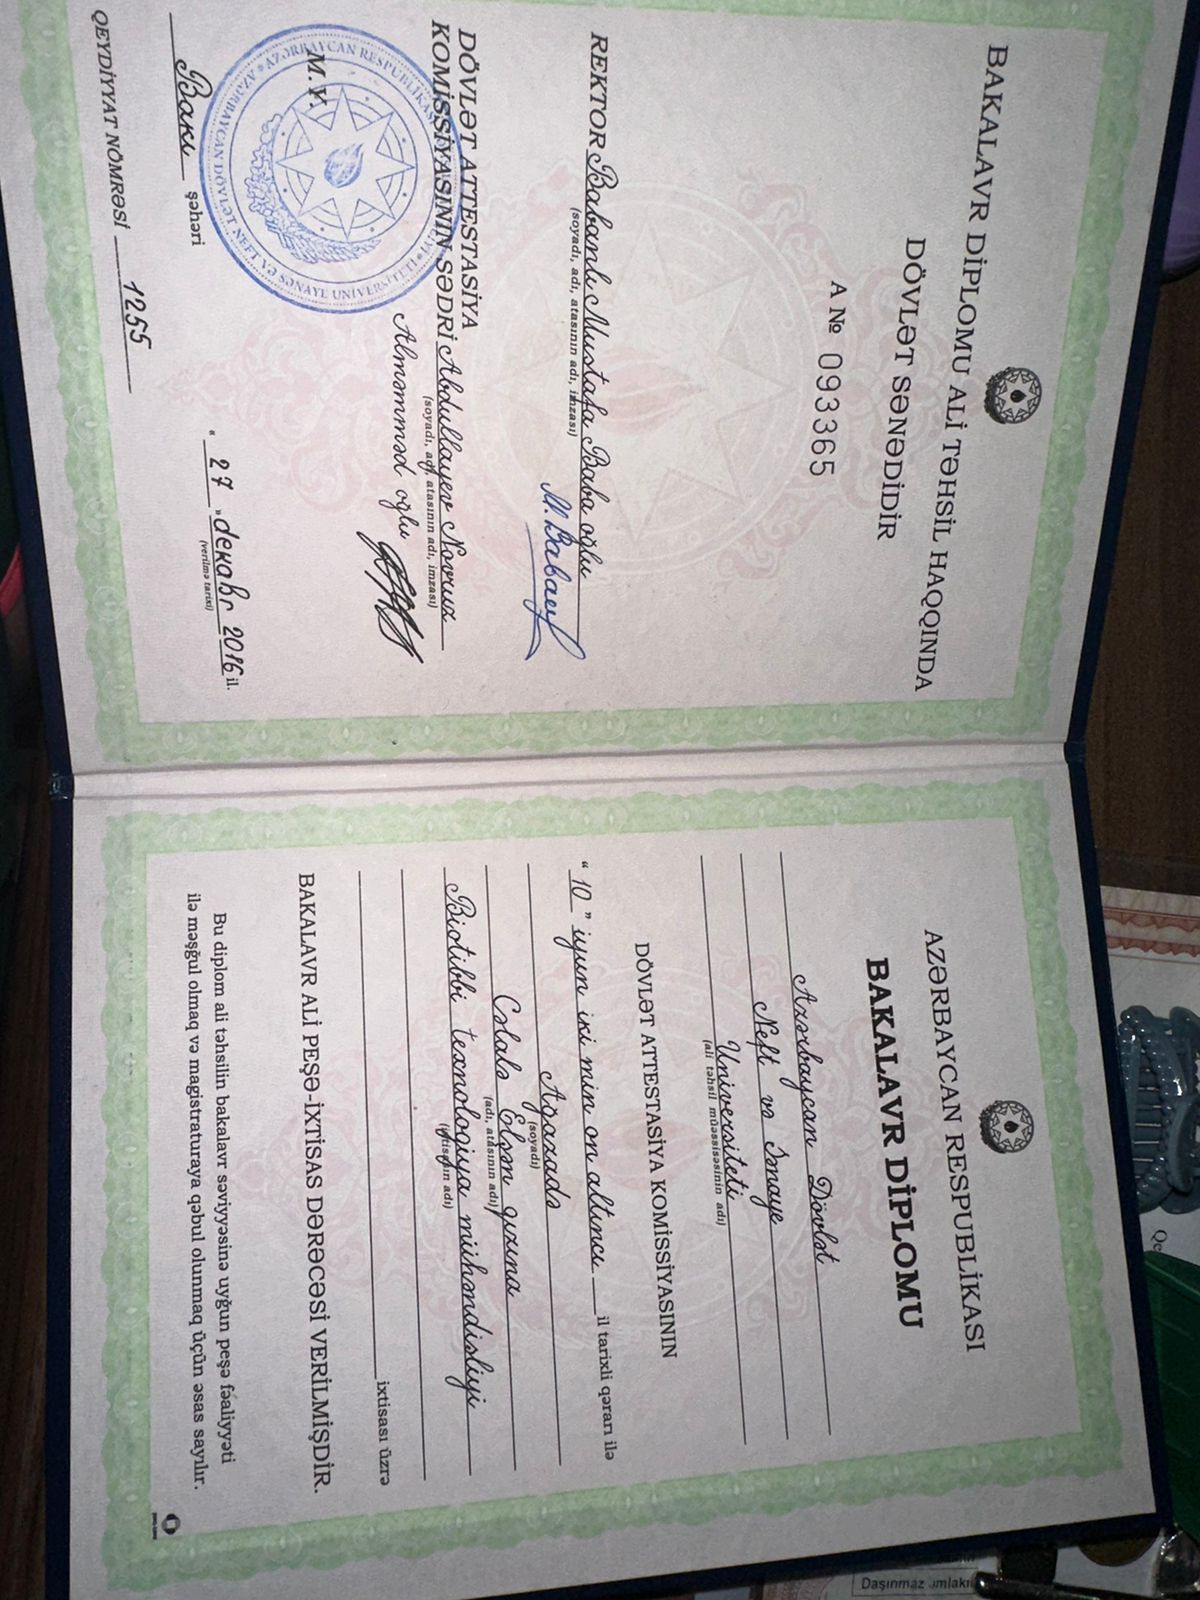 BAKALAVR DİPLOMU ALİ TƏHSİL HAQQINDA
DÖVLƏT SƏNƏDİDİR
A № 093365
REKTOR Babanlı Mustafa Baba oğlu
(soyadı, adı, atasının adı, imzası)
M. Babanlı
DÖVLƏT ATTESTASİYA
KOMİSSİYASININ SƏDRİ Abdullayev Novruz
(soyadı, adı, atasının adı, imzası)
Alməmməd oğlu
M.Y.
AZƏRBAYCAN RESPUBLİKASI
AZƏRBAYCAN DÖVLƏT NEFT VƏ SƏNAYE UNİVERSİTETİ
Bakı şəhəri
" 27 " dekabr 2016 il.
(verilmə tarixi)
QEYDİYYAT NÖMRƏSİ 1255
AZƏRBAYCAN RESPUBLİKASI
BAKALAVR DİPLOMU
Azərbaycan Dövlət
Neft və Sənaye
Universiteti
(ali təhsil müəssisəsinin adı)
DÖVLƏT ATTESTASİYA KOMİSSİYASININ
" 10 " iyun iki min on altıncı il tarixli qərarı ilə
Ağazadə
(soyadı)
Cəlalə Elşən qızına
(adı, atasının adı)
Biotibbi texnologiya mühəndisliyi
(ixtisasın adı)
ixtisası üzrə
BAKALAVR ALİ PEŞƏ-İXTİSAS DƏRƏCƏSİ VERİLMİŞDİR.
Bu diplom ali təhsilin bakalavr səviyyəsinə uyğun peşə fəaliyyəti
ilə məşğul olmaq və magistraturaya qəbul olunmaq üçün əsas sayılır.
Daşınmaz əmlakı